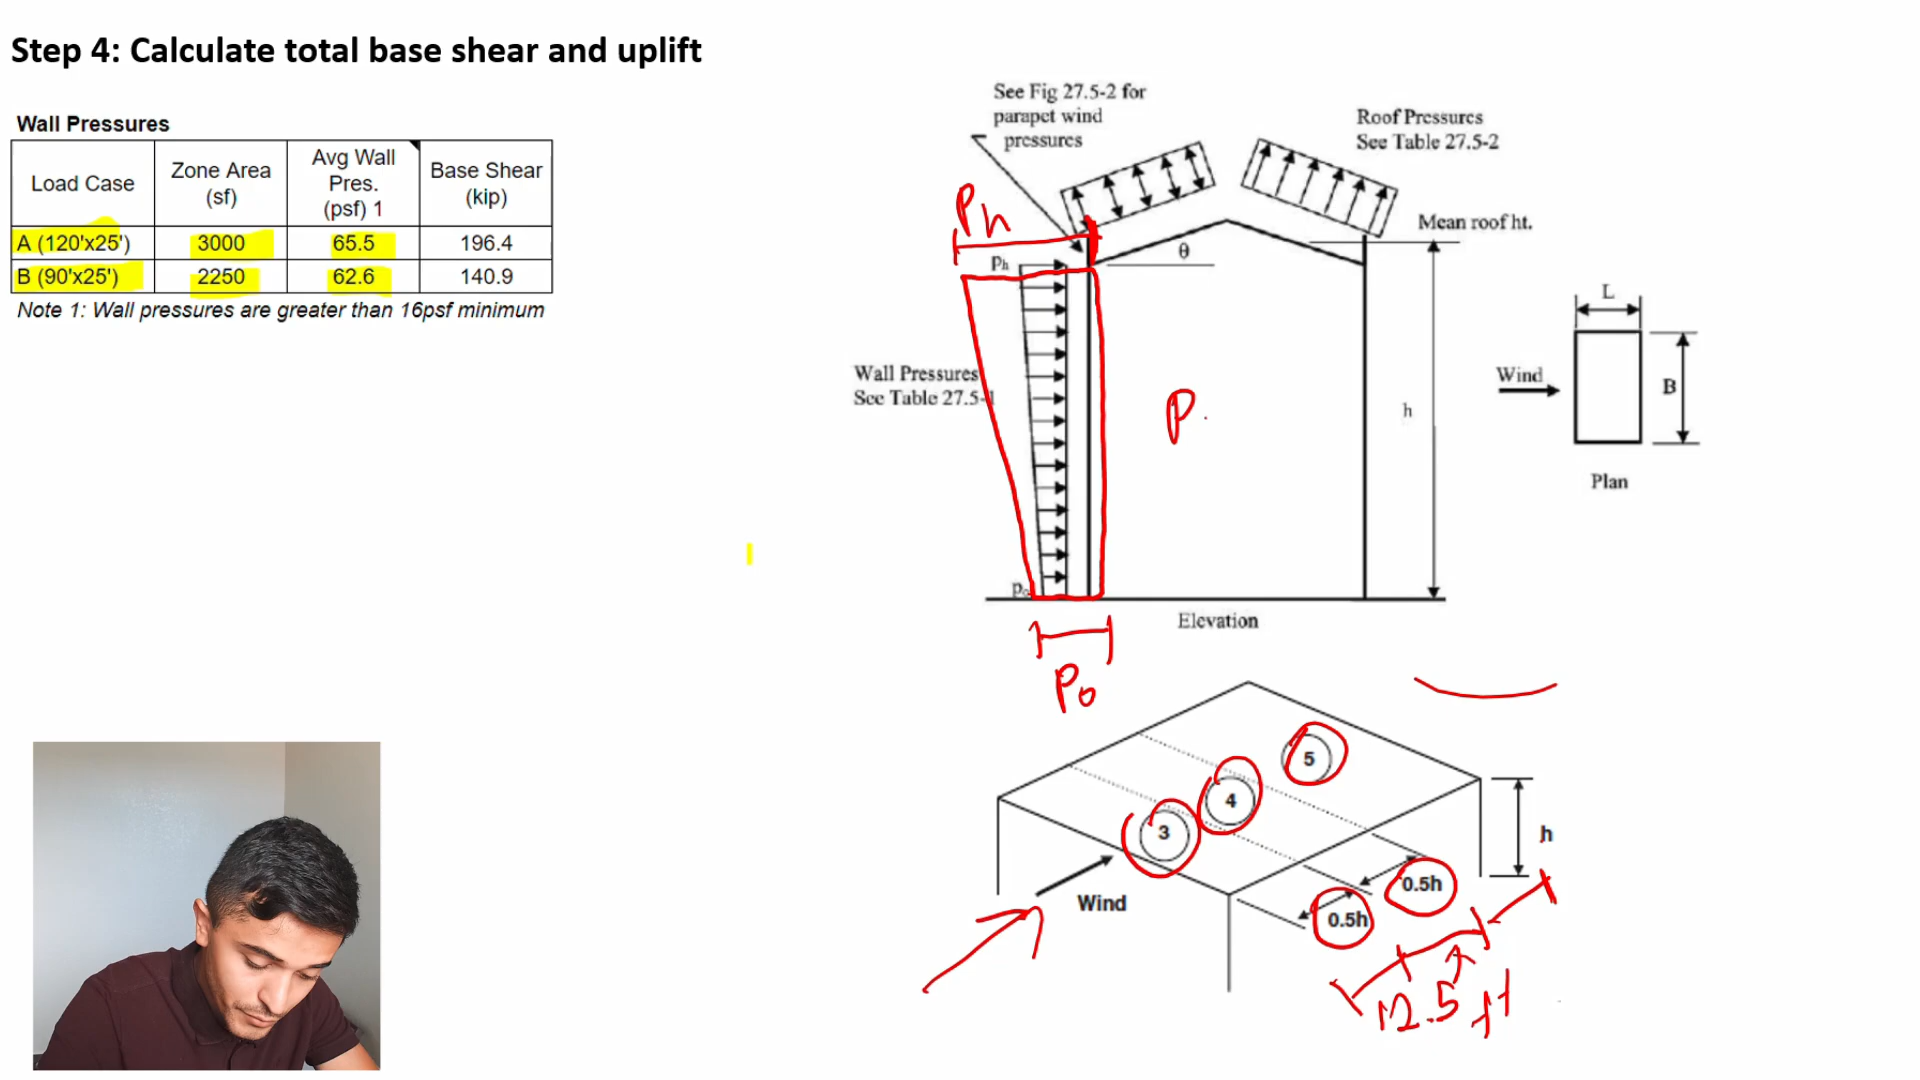 Step 4: Calculate total base shear and uplift
Wall Pressures
Load Case Zone Area (sf) Avg Wall Pres. (psf) 1 Base Shear (kip)
A (120'x25') 3000 65.5 196.4
B (90'x25') 2250 62.6 140.9
Note 1: Wall pressures are greater than 16psf minimum
See Fig 27.5-2 for
parapet wind
pressures
Roof Pressures
See Table 27.5-2
Ph
Mean roof ht.
θ
Ph
Wall Pressures
See Table 27.5-1
P.
h
L
Wind
B
Plan
Po
Elevation
Po
5
4
3
h
0.5h
Wind
0.5h
12.5 ft